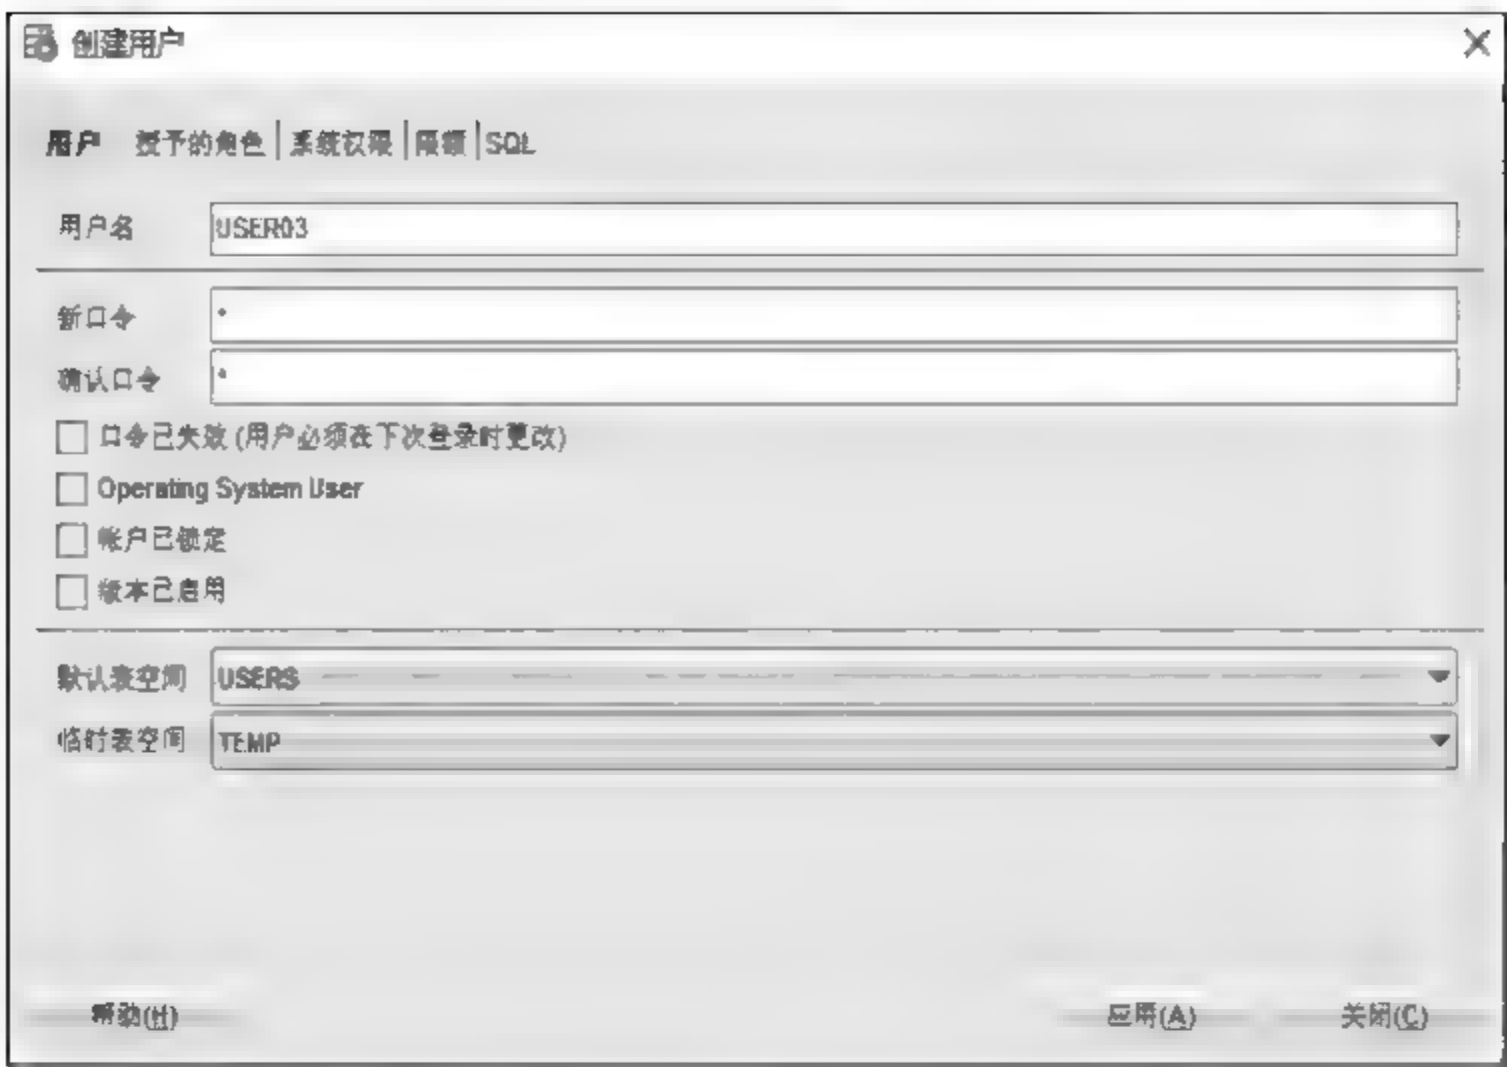 创建用户
用户 授予的角色 系统权限 限额 SQL
用户名 USER03
新口令 *
确认口令 *
口令已失效 (用户必须在下次登录时更改)
Operating System User
帐户已锁定
版本已启用
默认表空间 USERS
临时表空间 TEMP
帮助(H) 应用(A) 关闭(C)